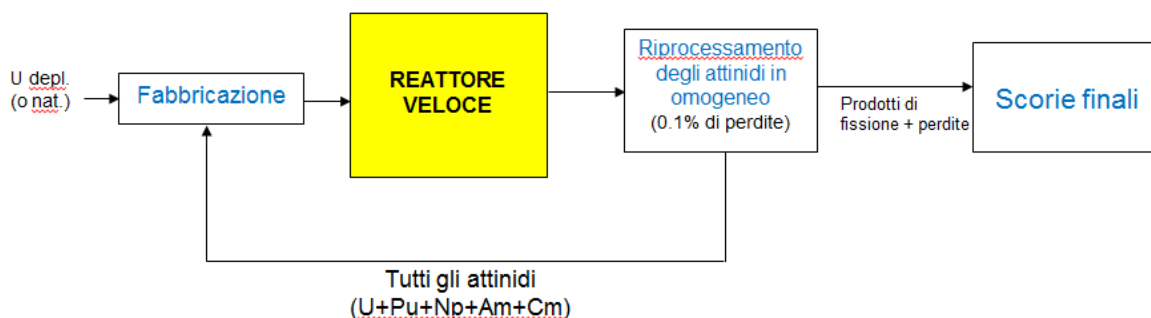 U depl.
(o nat.)
Fabbricazione
REATTORE
VELOCE
Riprocessamento
degli attinidi in
omogeneo
(0.1% di perdite)
Prodotti di
fissione + perdite
Scorie finali
Tutti gli attinidi
(U+Pu+Np+Am+Cm)